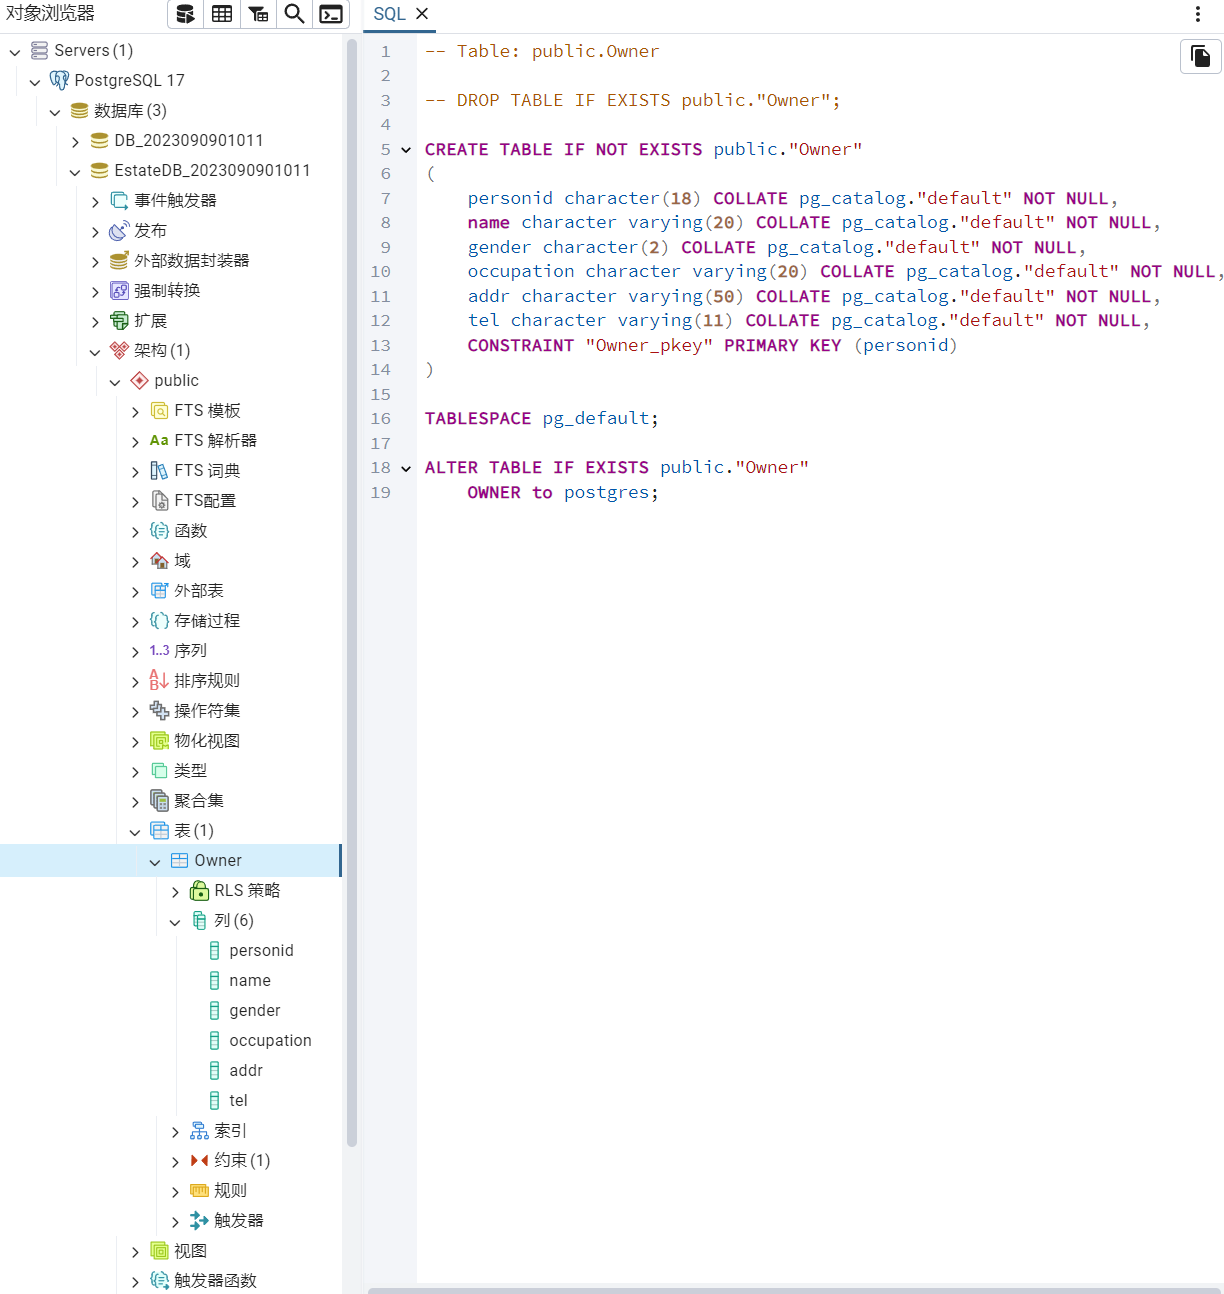 对象浏览器
Servers (1)
PostgreSQL 17
数据库 (3)
DB_2023090901011
EstateDB_2023090901011
事件触发器
发布
外部数据封装器
强制转换
扩展
架构 (1)
public
FTS 模板
Aa FTS 解析器
FTS 词典
FTS配置
函数
域
外部表
存储过程
1..3 序列
排序规则
操作符集
物化视图
类型
聚合集
表 (1)
Owner
RLS 策略
列 (6)
personid
name
gender
occupation
addr
tel
索引
约束 (1)
规则
触发器
视图
触发器函数
SQL
1 -- Table: public.Owner
2
3 -- DROP TABLE IF EXISTS public."Owner";
4
5 CREATE TABLE IF NOT EXISTS public."Owner"
6 (
7     personid character(18) COLLATE pg_catalog."default" NOT NULL,
8     name character varying(20) COLLATE pg_catalog."default" NOT NULL,
9     gender character(2) COLLATE pg_catalog."default" NOT NULL,
10     occupation character varying(20) COLLATE pg_catalog."default" NOT NULL,
11     addr character varying(50) COLLATE pg_catalog."default" NOT NULL,
12     tel character varying(11) COLLATE pg_catalog."default" NOT NULL,
13     CONSTRAINT "Owner_pkey" PRIMARY KEY (personid)
14 )
15
16 TABLESPACE pg_default;
17
18 ALTER TABLE IF EXISTS public."Owner"
19     OWNER to postgres;